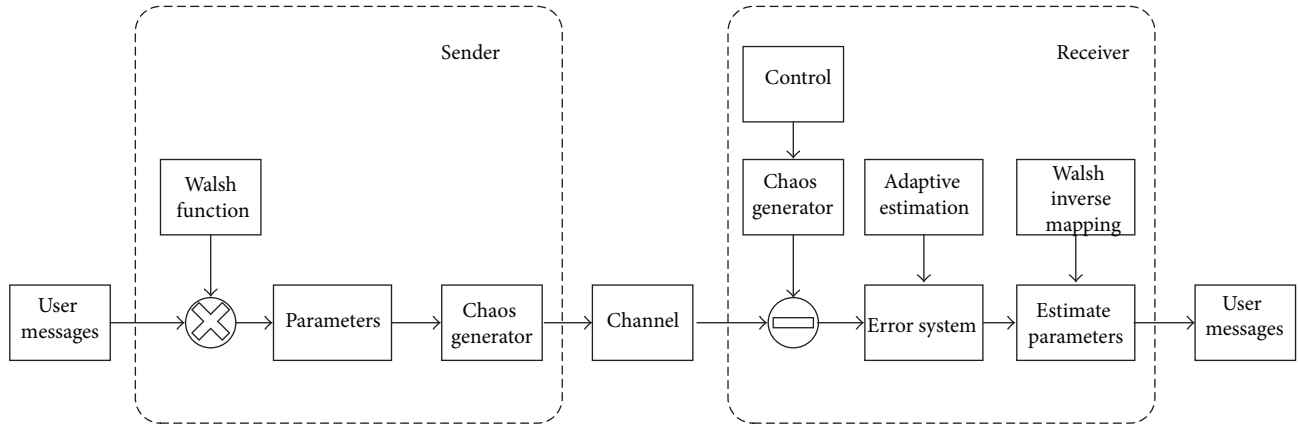 Sender
Receiver
Control
Walsh
function
Chaos
generator
Adaptive
estimation
Walsh
inverse
mapping
User
messages
Parameters
Chaos
generator
Channel
Error system
Estimate
parameters
User
messages